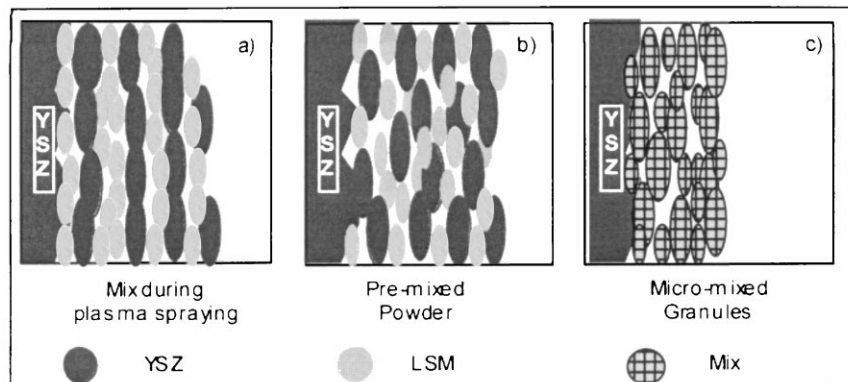 a)
b)
c)
YSZ
YSZ
YSZ
Mix during
plasma spraying
Pre-mixed
Powder
Micro-mixed
Granules
YSZ
LSM
Mix